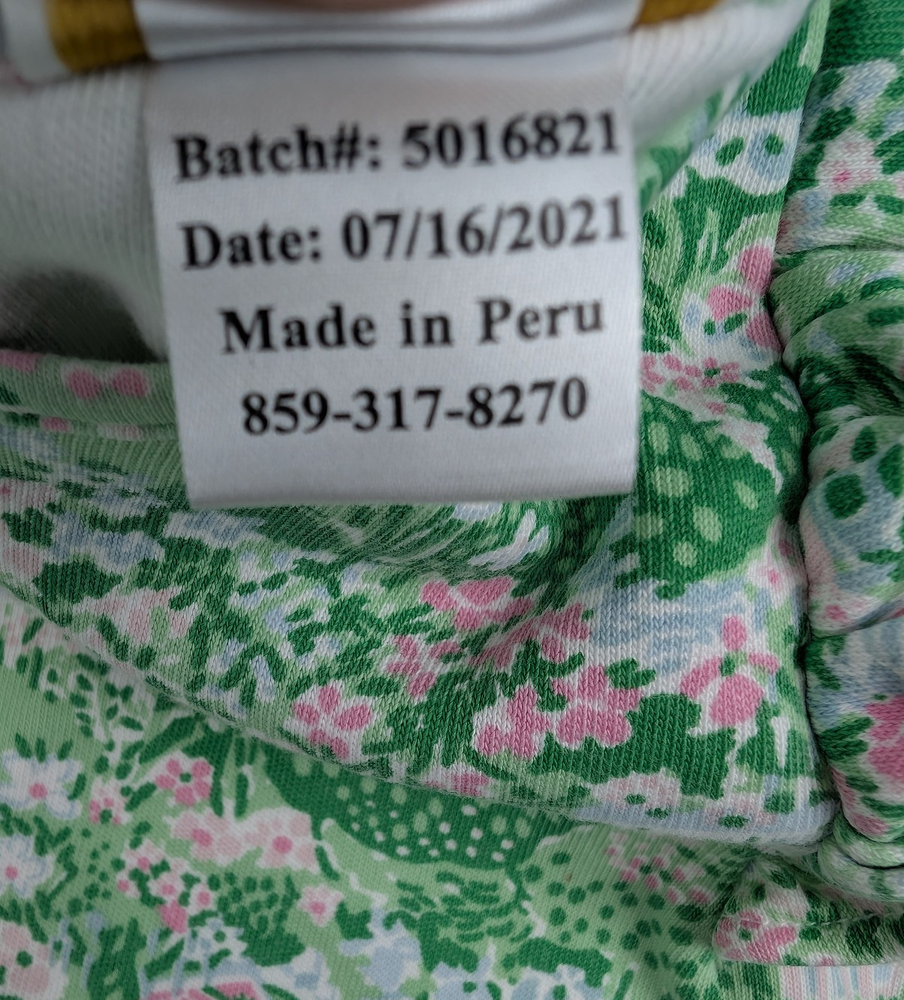 Batch#: 5016821
Date: 07/16/2021
Made in Peru
859-317-8270